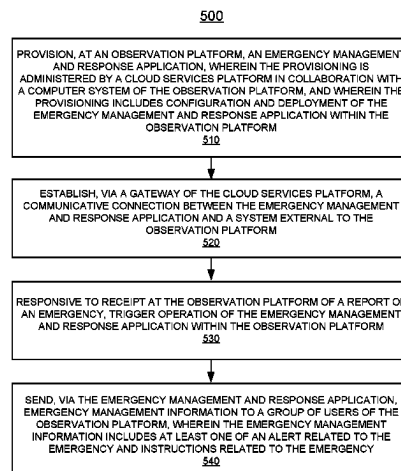 500
PROVISION, AT AN OBSERVATION PLATFORM, AN EMERGENCY MANAGEMENT
AND RESPONSE APPLICATION, WHEREIN THE PROVISIONING IS
ADMINISTERED BY A CLOUD SERVICES PLATFORM IN COLLABORATION WITH
A COMPUTER SYSTEM OF THE OBSERVATION PLATFORM, AND WHEREIN THE
PROVISIONING INCLUDES CONFIGURATION AND DEPLOYMENT OF THE
EMERGENCY MANAGEMENT AND RESPONSE APPLICATION WITHIN THE
OBSERVATION PLATFORM
510
ESTABLISH, VIA A GATEWAY OF THE CLOUD SERVICES PLATFORM, A
COMMUNICATIVE CONNECTION BETWEEN THE EMERGENCY MANAGEMENT
AND RESPONSE APPLICATION AND A SYSTEM EXTERNAL TO THE
OBSERVATION PLATFORM
520
RESPONSIVE TO RECEIPT AT THE OBSERVATION PLATFORM OF A REPORT OF
AN EMERGENCY, TRIGGER OPERATION OF THE EMERGENCY MANAGEMENT
AND RESPONSE APPLICATION WITHIN THE OBSERVATION PLATFORM
530
SEND, VIA THE EMERGENCY MANAGEMENT AND RESPONSE APPLICATION,
EMERGENCY MANAGEMENT INFORMATION TO A GROUP OF USERS OF THE
OBSERVATION PLATFORM, WHEREIN THE EMERGENCY MANAGEMENT
INFORMATION INCLUDES AT LEAST ONE OF AN ALERT RELATED TO THE
EMERGENCY AND INSTRUCTIONS RELATED TO THE EMERGENCY
540